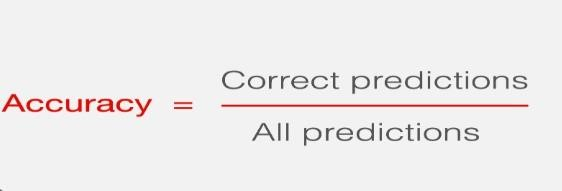 Correct predictions
Accuracy =
All predictions